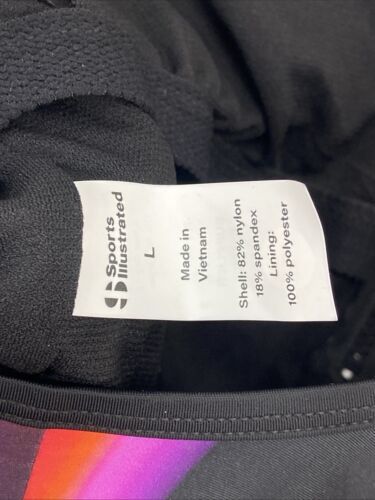 Sports
Illustrated
L
Made in
Vietnam
Shell: 82% nylon
18% spandex
Lining:
100% polyester